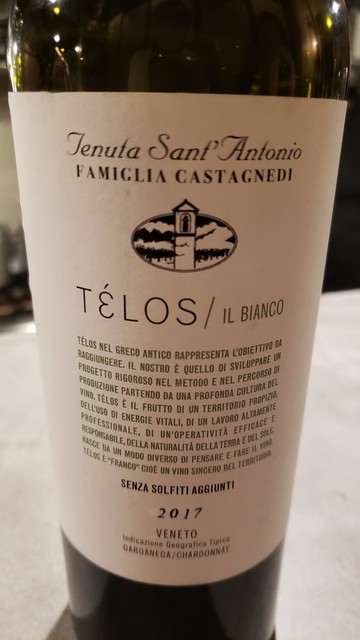 Tenuta Sant'Antonio
FAMIGLIA CASTAGNEDI
TÉLOS/ IL BIANCO
TÉLOS NEL GRECO ANTICO RAPPRESENTA L'OBIETTIVO DA
RAGGIUNGERE. IL NOSTRO È QUELLO DI SVILUPPARE UN
PROGETTO RIGOROSO NEL METODO E NEL PERCORSO DI
PRODUZIONE PARTENDO DA UNA PROFONDA CULTURA DEL
VINO. TÉLOS È IL FRUTTO DI UN TERRITORIO PROPIZIO,
DELL'USO DI ENERGIE VITALI, DI UN LAVORO ALTAMENTE
PROFESSIONALE, DI UN'OPERATIVITÀ EFFICACE E
RESPONSABILE, DELLA NATURALITÀ DELLA TERRA E DEL SOLE.
NASCE DA UN MODO DIVERSO DI PENSARE E FARE IL VINO.
TÉLOS È "FRANCO" CIOÈ UN VINO SINCERO DEL TERRITORIO.
SENZA SOLFITI AGGIUNTI
2017
VENETO
Indicazione Geografica Tipica
GARGANEGA/CHARDONNAY